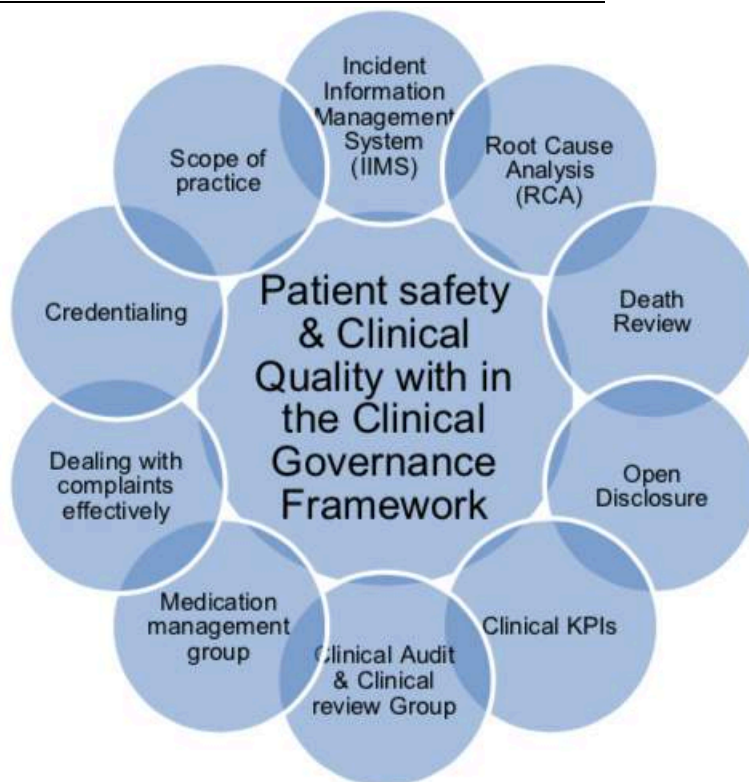 Incident
Information
Management
System
(IIMS)
Root Cause
Analysis
(RCA)
Death
Review
Open
Disclosure
Clinical KPIs
Clinical Audit
& Clinical
review Group
Medication
management
group
Dealing with
complaints
effectively
Credentialing
Scope of
practice
Patient safety
& Clinical
Quality with in
the Clinical
Governance
Framework